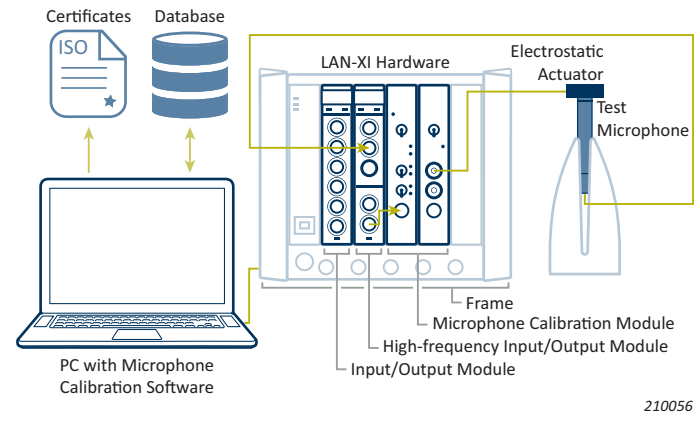 Certificates
Database
ISO
LAN-XI Hardware
Electrostatic
Actuator
Test
Microphone
Frame
Microphone Calibration Module
High-frequency Input/Output Module
Input/Output Module
PC with Microphone
Calibration Software
210056